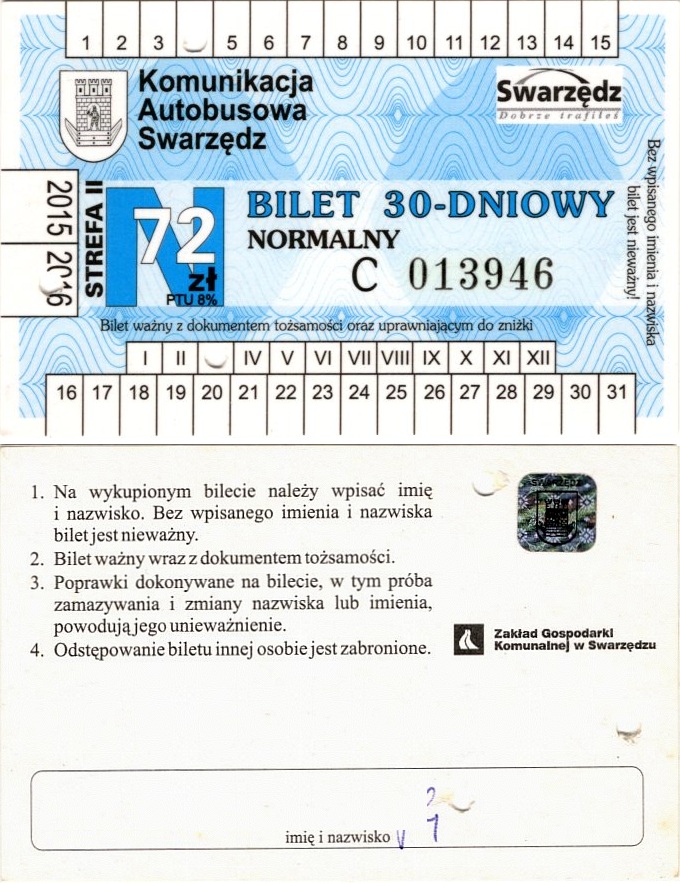 1 2 3 5 6 7 8 9 10 11 12 13 14 15
Komunikacja
Autobusowa
Swarzędz
Swarzędz
Dobrze trafiłeś
Bez wpisanego imienia i nazwiska
bilet jest nieważny!
2015 2016
STREFA II
N
72
zł
PTU 8%
BILET 30-DNIOWY
NORMALNY
C 013946
Bilet ważny z dokumentem tożsamości oraz uprawniającym do zniżki
I II IV V VI VII VIII IX X XI XII
16 17 18 19 20 21 22 23 24 25 26 27 28 29 30 31
1. Na wykupionym bilecie należy wpisać imię
i nazwisko. Bez wpisanego imienia i nazwiska
bilet jest nieważny.
2. Bilet ważny wraz z dokumentem tożsamości.
3. Poprawki dokonywane na bilecie, w tym próba
zamazywania i zmiany nazwiska lub imienia,
powodują jego unieważnienie.
4. Odstępowanie biletu innej osobie jest zabronione.
SWARZĘDZ
Zakład Gospodarki
Komunalnej w Swarzędzu
2
imię i nazwisko v 1